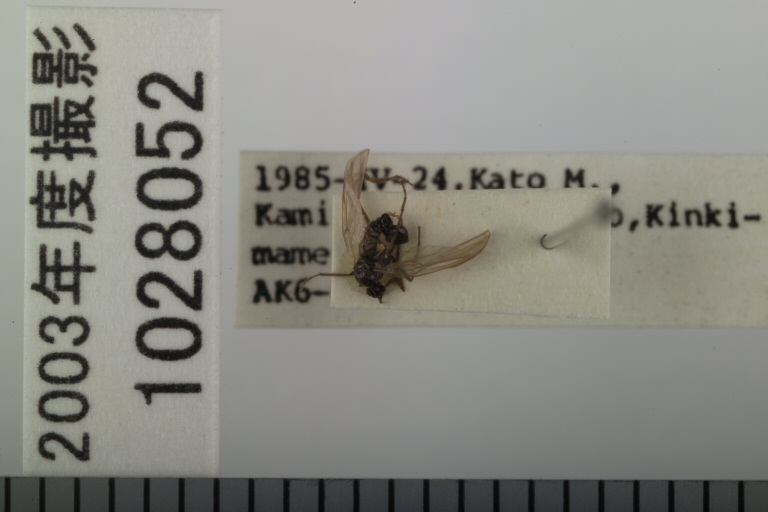 2003年度撮影
1028052
1985- V-24.Kato M.,
Kami ,Kinki-
mame
AK6-